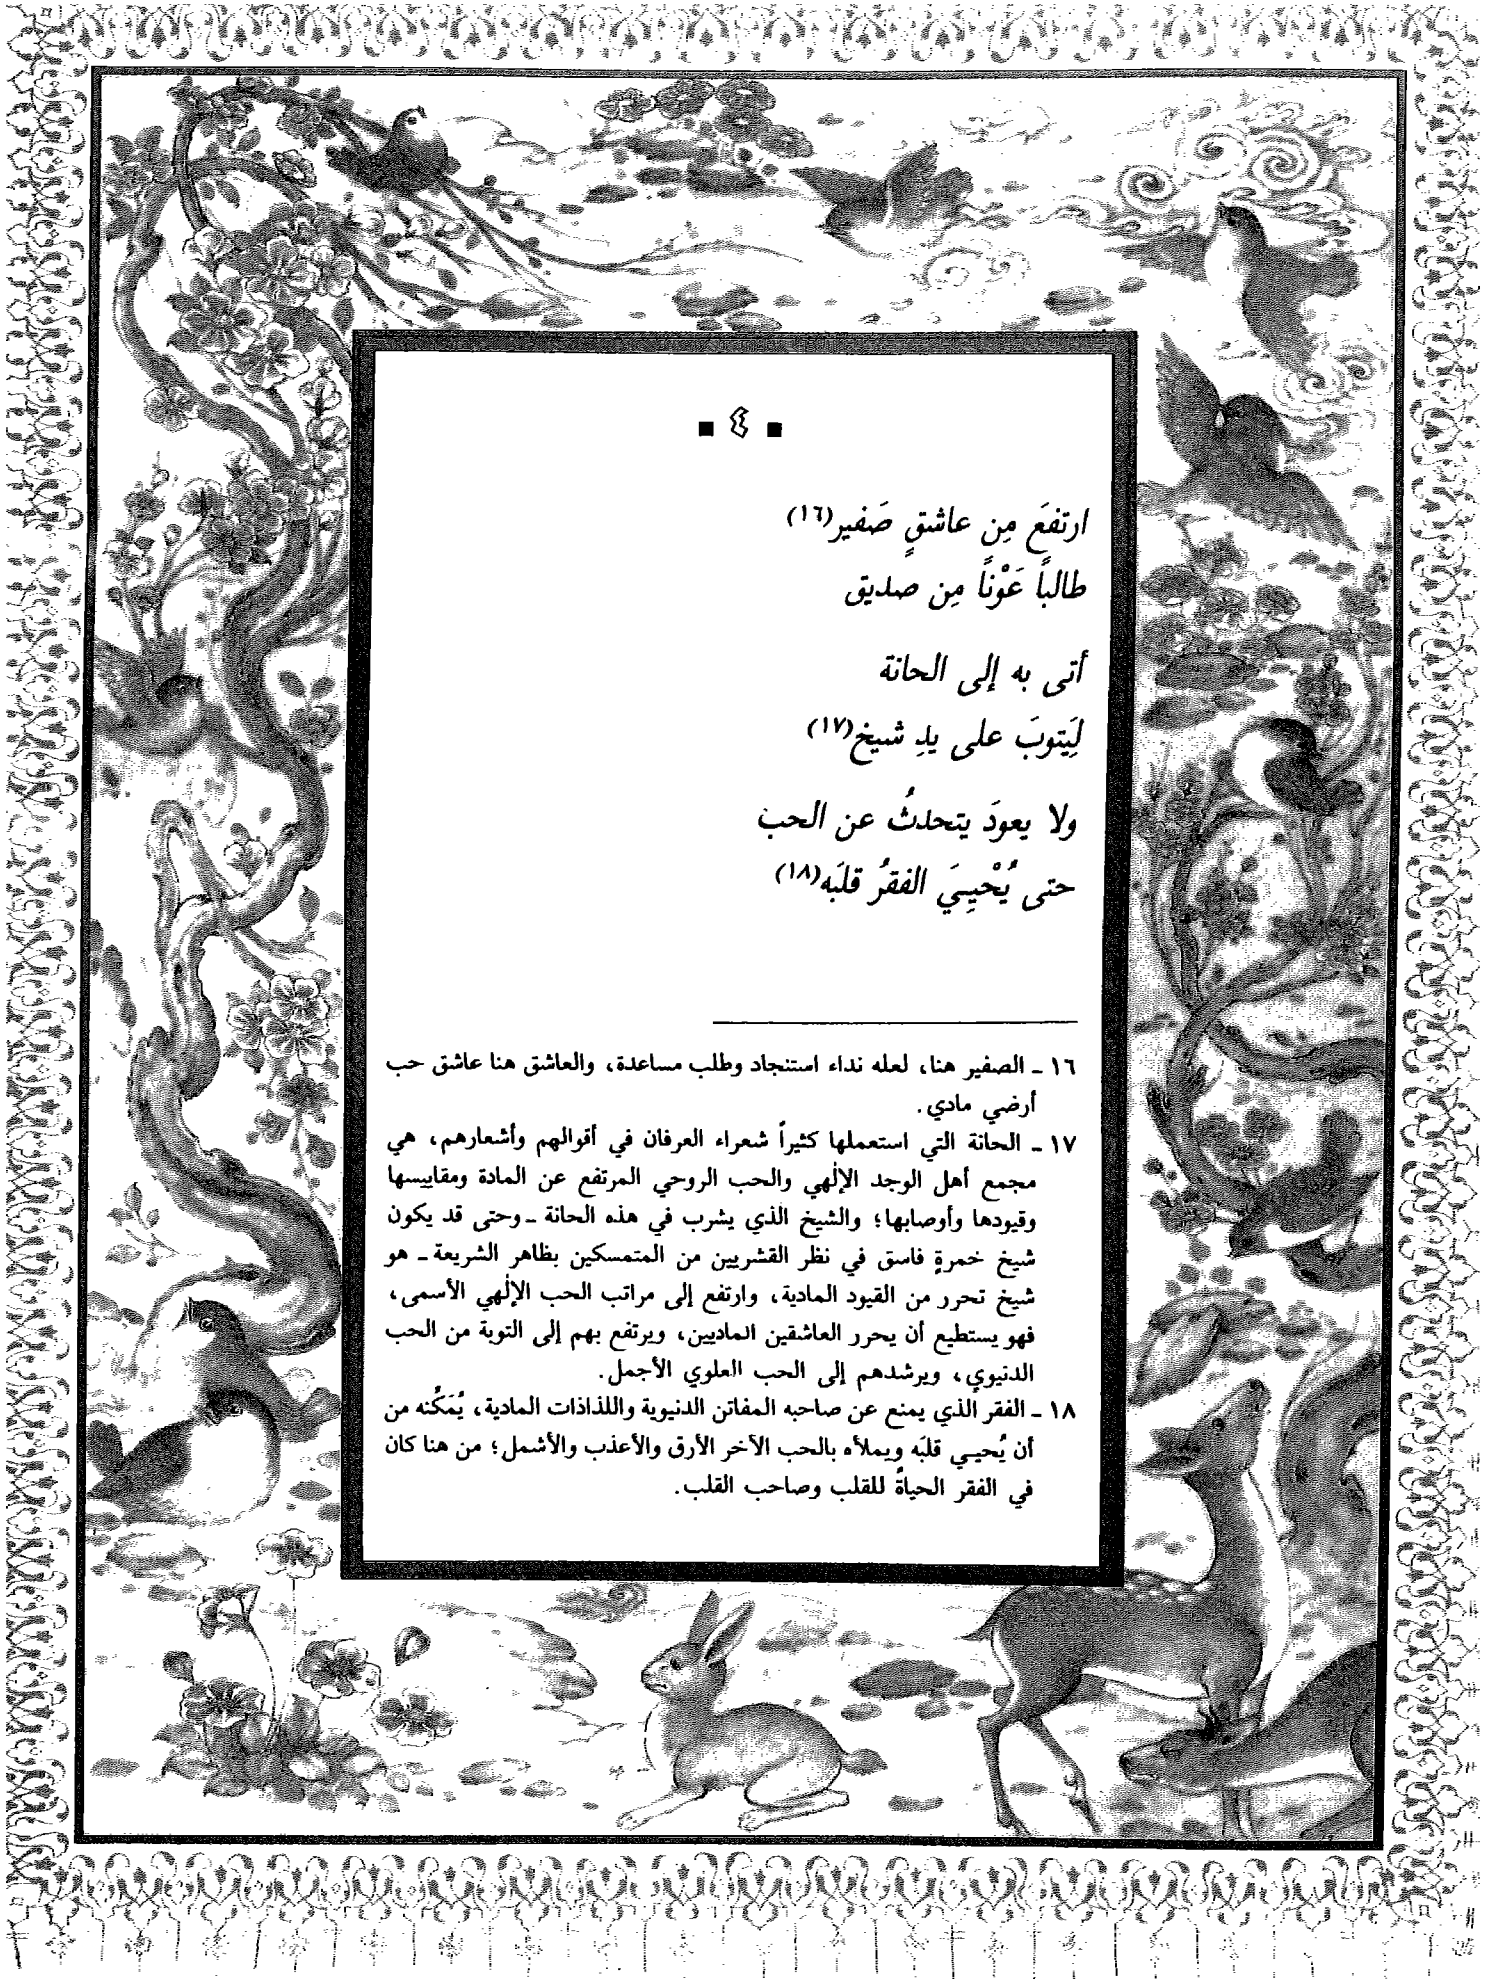 ■ ٤ ■
ارتفعَ مِن عاشقٍ صَفير(١٦)
طالباً عَوْناً مِن صديق
أتى به إلى الحانة
لِيَتوبَ على يدِ شيخ(١٧)
ولا يعودَ يتحدثُ عن الحب
حتى يُحْيِيَ الفقرُ قلبَه(١٨)
١٦ ـ الصفير هنا، لعله نداء استنجاد وطلب مساعدة، والعاشق هنا عاشق حب
أرضي مادي.
١٧ ـ الحانة التي استعملها كثيراً شعراء العرفان في أقوالهم وأشعارهم، هي
مجمع أهل الوجد الإلٰهي والحب الروحي المرتفع عن المادة ومقاييسها
وقيودها وأوصابها؛ والشيخ الذي يشرب في هذه الحانة ـ وحتى قد يكون
شيخ خمرةٍ فاسق في نظر القشريين من المتمسكين بظاهر الشريعة ـ هو
شيخ تحرر من القيود المادية، وارتفع إلى مراتب الحب الإلٰهي الأسمى،
فهو يستطيع أن يحرر العاشقين الماديين، ويرتفع بهم إلى التوبة من الحب
الدنيوي، ويرشدهم إلى الحب العلوي الأجمل.
١٨ ـ الفقر الذي يمنع عن صاحبه المفاتن الدنيوية واللذاذات المادية، يُمَكِّنه من
أن يُحيـي قلبَه ويملأه بالحب الآخر الأرق والأعذب والأشمل؛ من هنا كان
في الفقر الحياةُ للقلب وصاحب القلب.